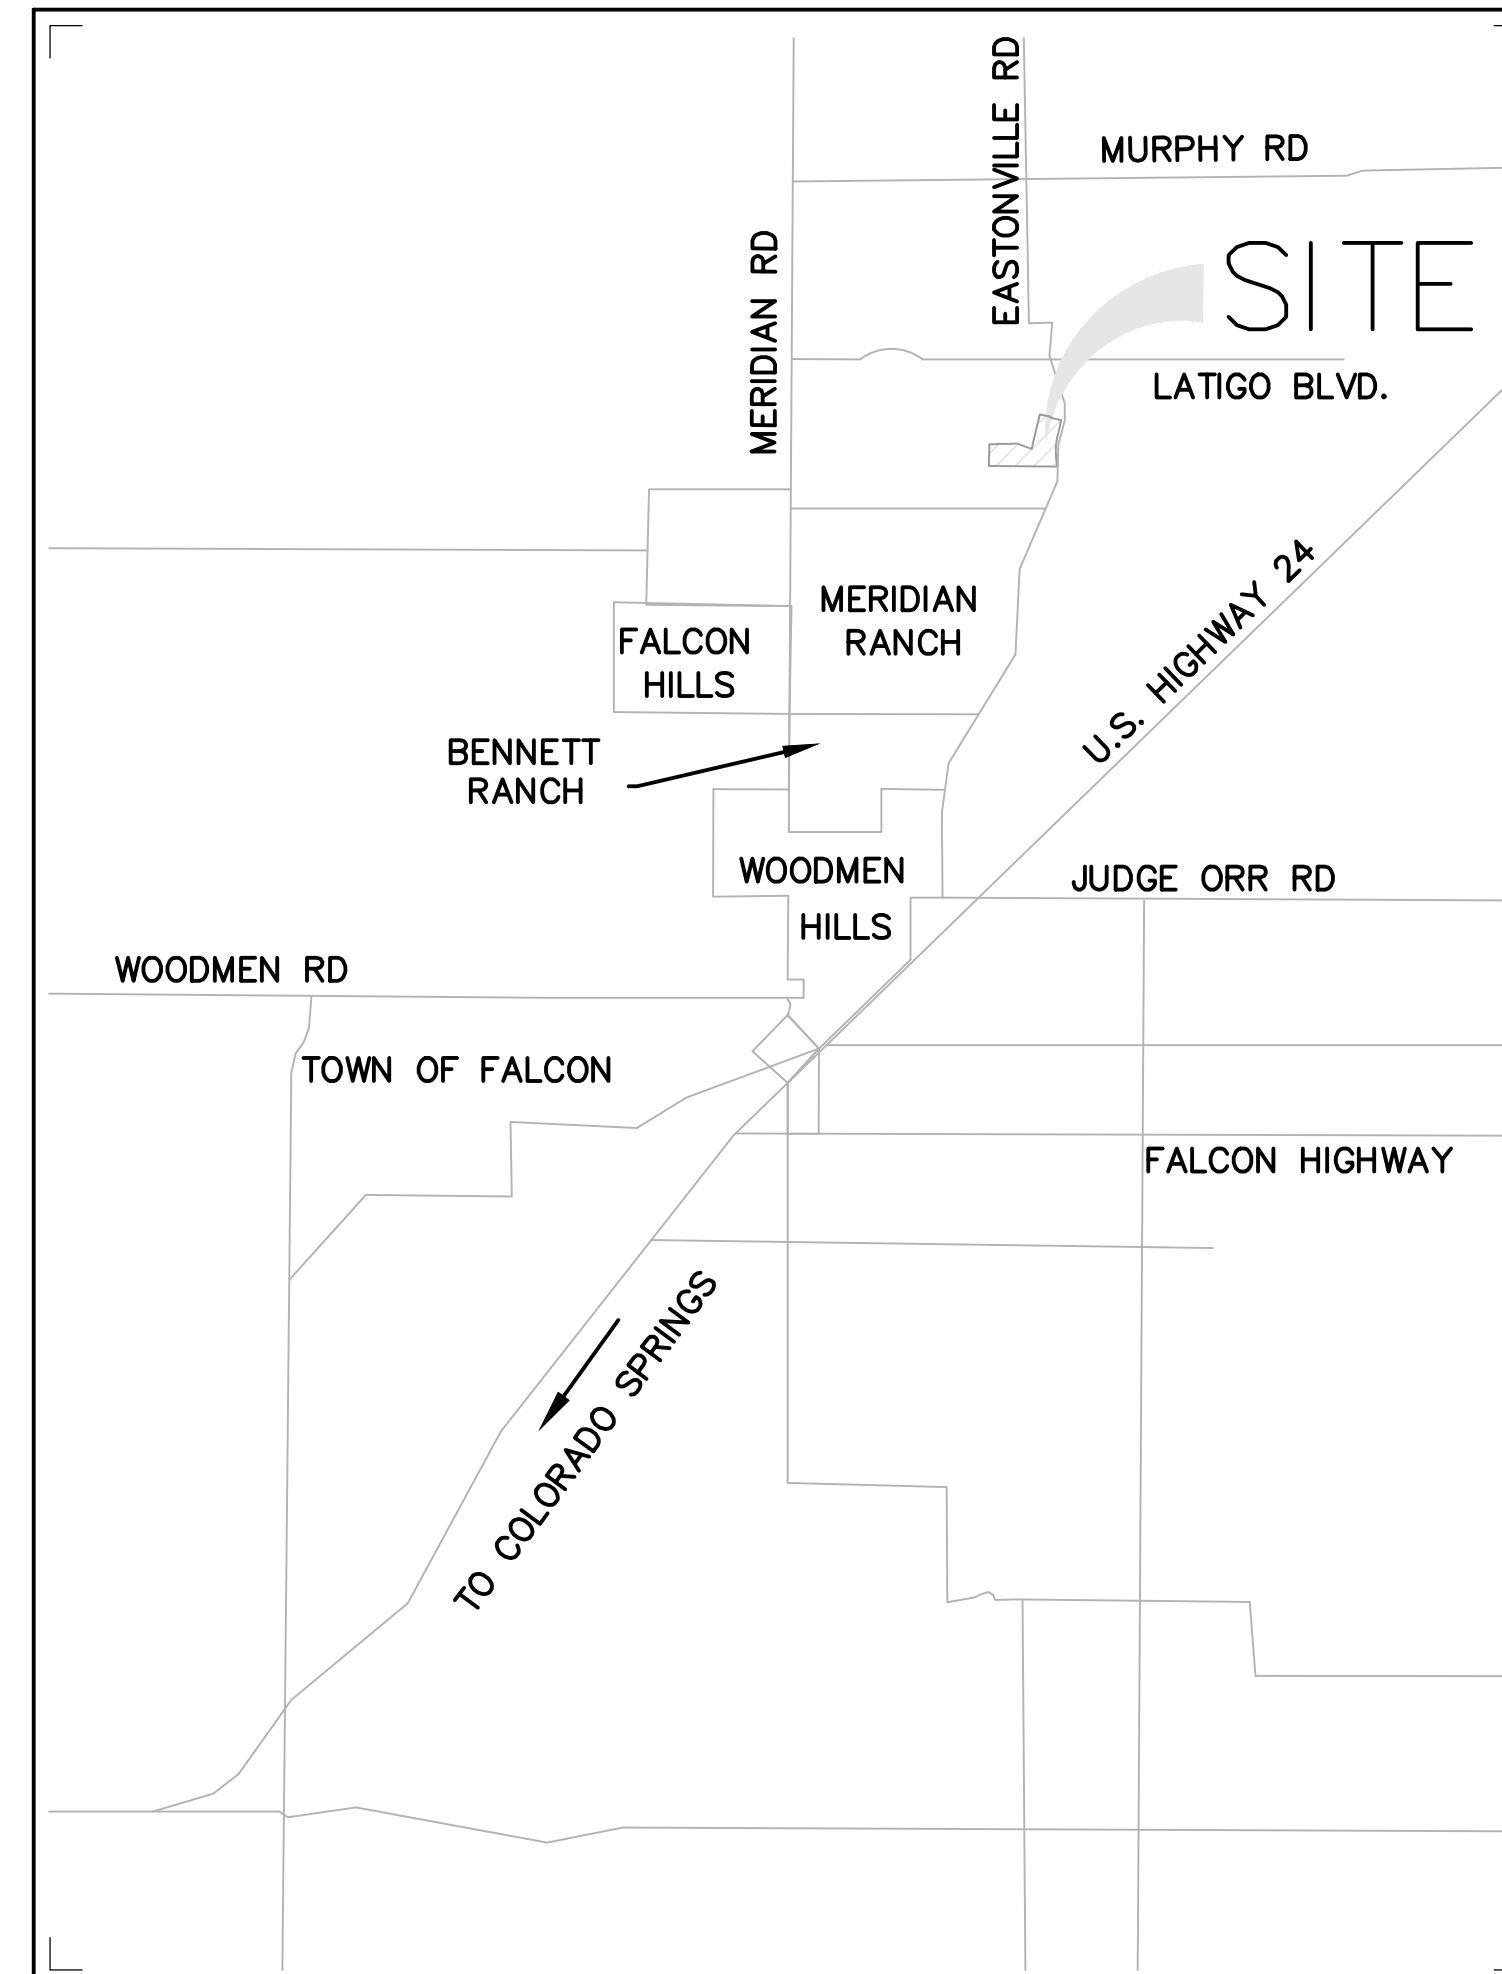 EASTONVILLE RD
MURPHY RD
MERIDIAN RD
SITE
LATIGO BLVD.
MERIDIAN
RANCH
FALCON
HILLS
U.S. HIGHWAY 24
BENNETT
RANCH
WOODMEN
HILLS
JUDGE ORR RD
WOODMEN RD
TOWN OF FALCON
FALCON HIGHWAY
TO COLORADO SPRINGS